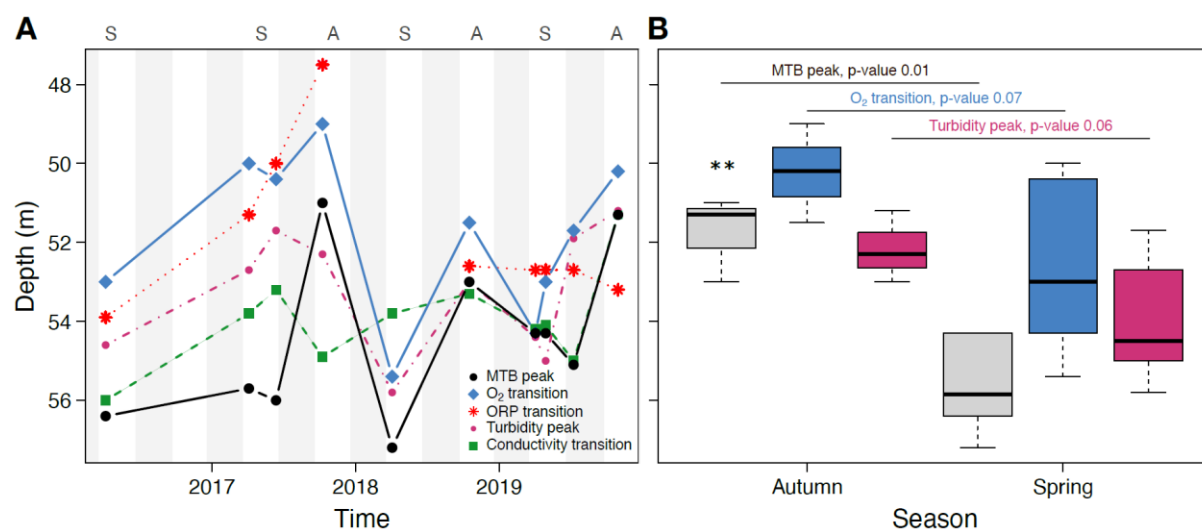 A
S S A S A S A
Depth (m)
48
50
52
54
56
MTB peak
O₂ transition
ORP transition
Turbidity peak
Conductivity transition
2017 2018 2019
Time
B
MTB peak, p-value 0.01
O₂ transition, p-value 0.07
Turbidity peak, p-value 0.06
**
Autumn Spring
Season